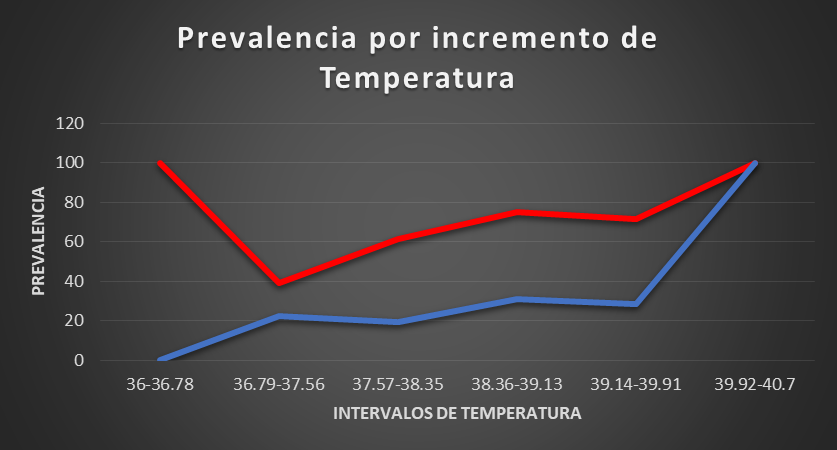 Prevalencia por incremento de
Temperatura
120
100
80
60
40
20
0
PREVALENCIA
36-36.78 36.79-37.56 37.57-38.35 38.36-39.13 39.14-39.91 39.92-40.7
INTERVALOS DE TEMPERATURA